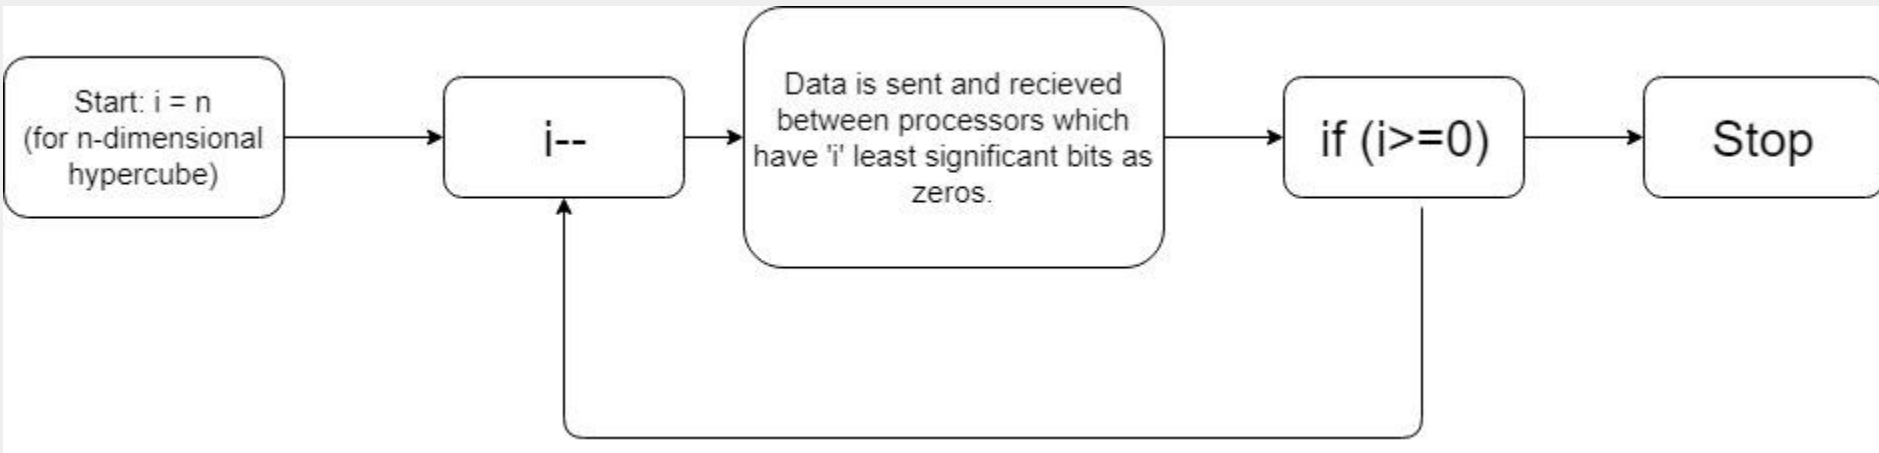 Start: i = n
(for n-dimensional
hypercube)
i--
Data is sent and recieved
between processors which
have 'i' least significant bits as
zeros.
if (i>=0)
Stop